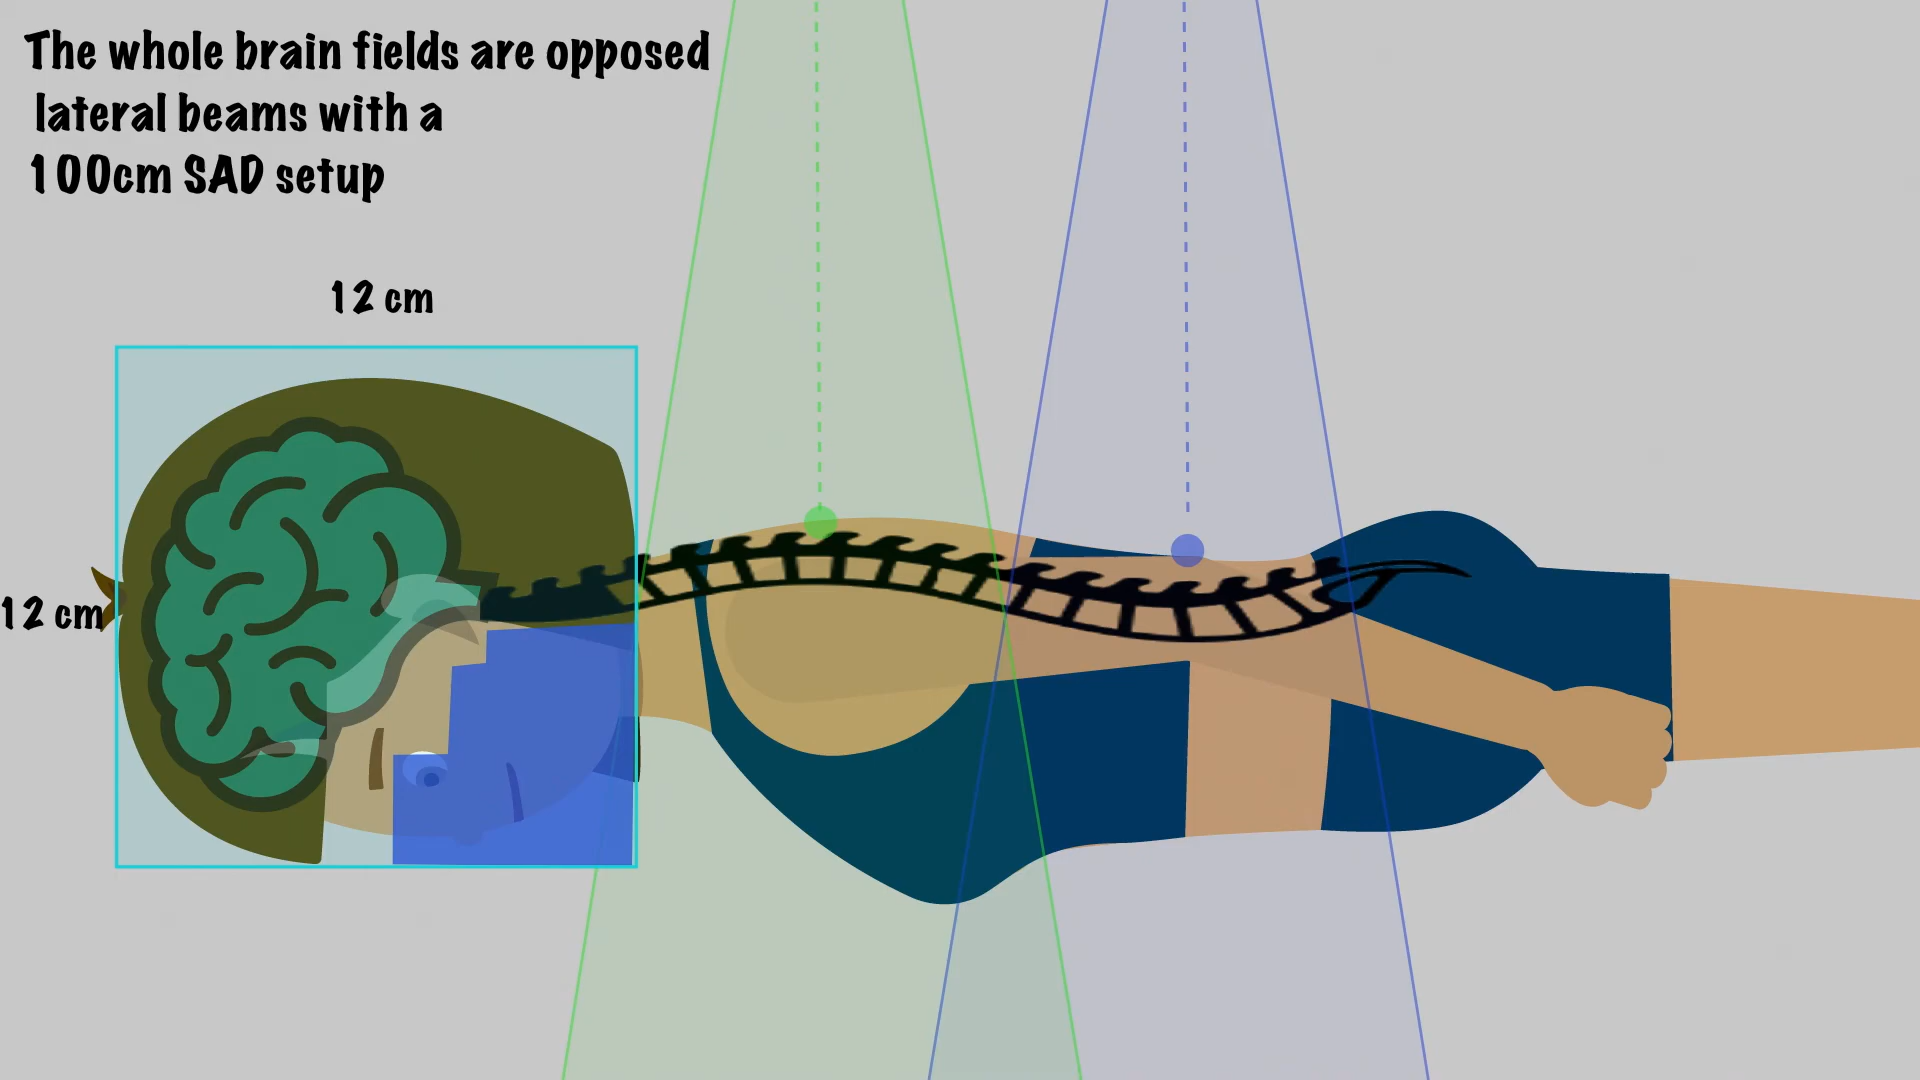 The whole brain fields are opposed
lateral beams with a
100cm SAD setup
12 cm
12 cm